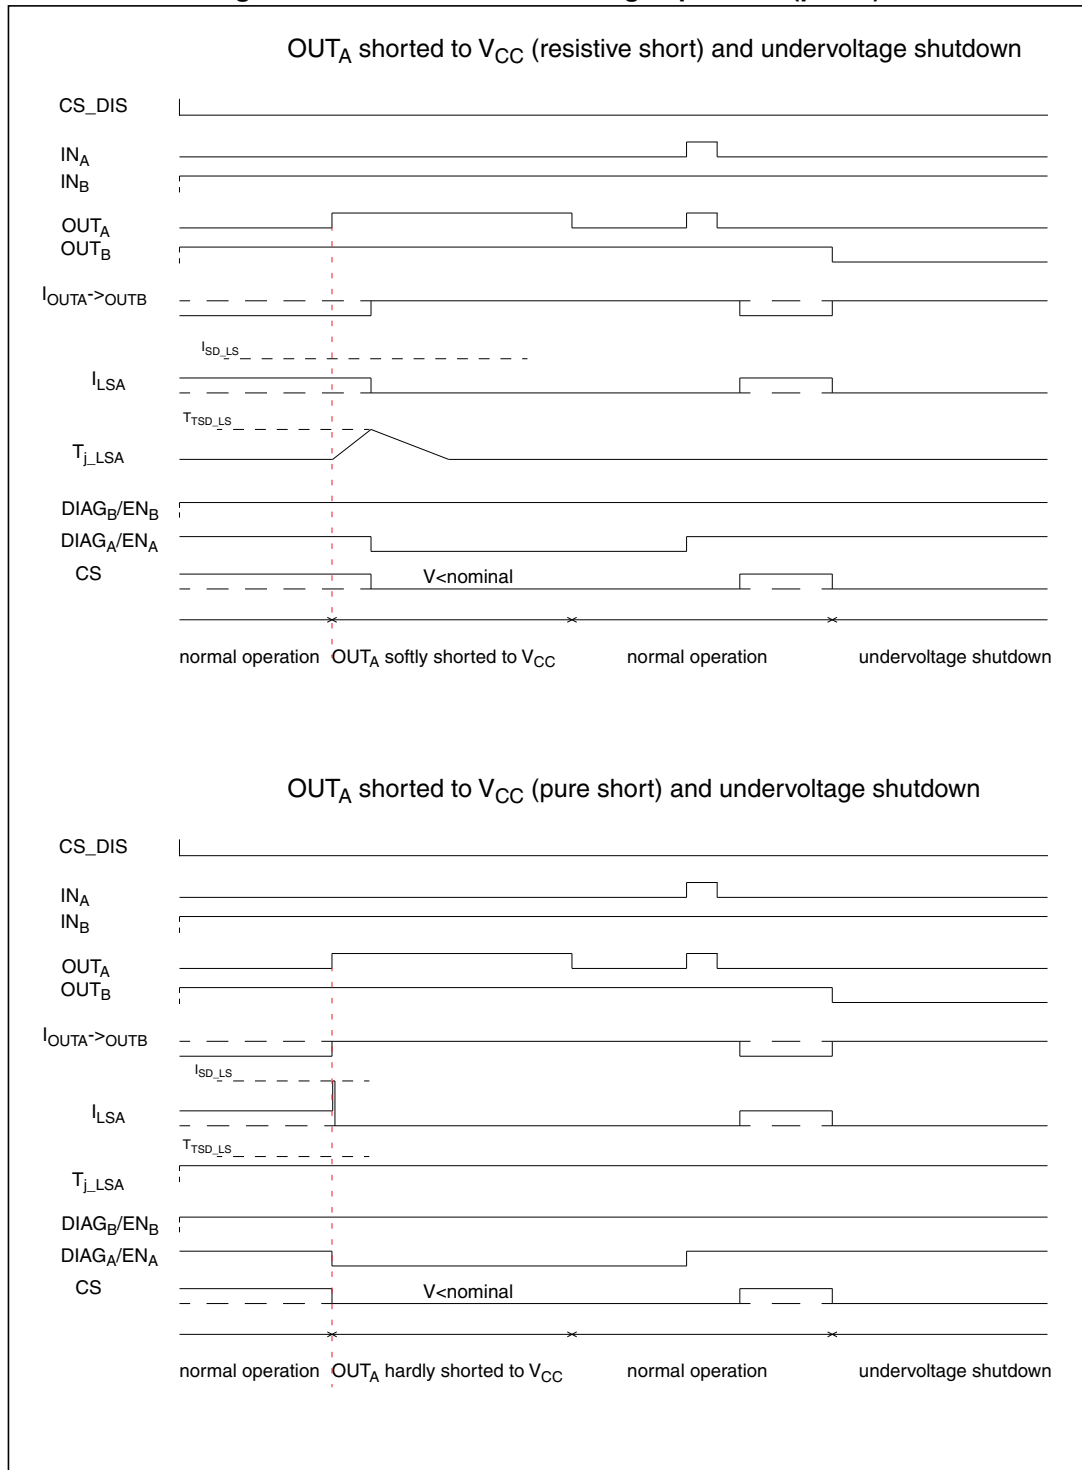 OUTA shorted to VCC (resistive short) and undervoltage shutdown
CS_DIS
INA
INB
OUTA
OUTB
IOUTA->OUTB
ISD_LS
ILSA
TTSD_LS
Tj_LSA
DIAGB/ENB
DIAGA/ENA
CS
V<nominal
normal operation OUTA softly shorted to VCC normal operation undervoltage shutdown
OUTA shorted to VCC (pure short) and undervoltage shutdown
CS_DIS
INA
INB
OUTA
OUTB
IOUTA->OUTB
ISD_LS
ILSA
TTSD_LS
Tj_LSA
DIAGB/ENB
DIAGA/ENA
CS
V<nominal
normal operation OUTA hardly shorted to VCC normal operation undervoltage shutdown